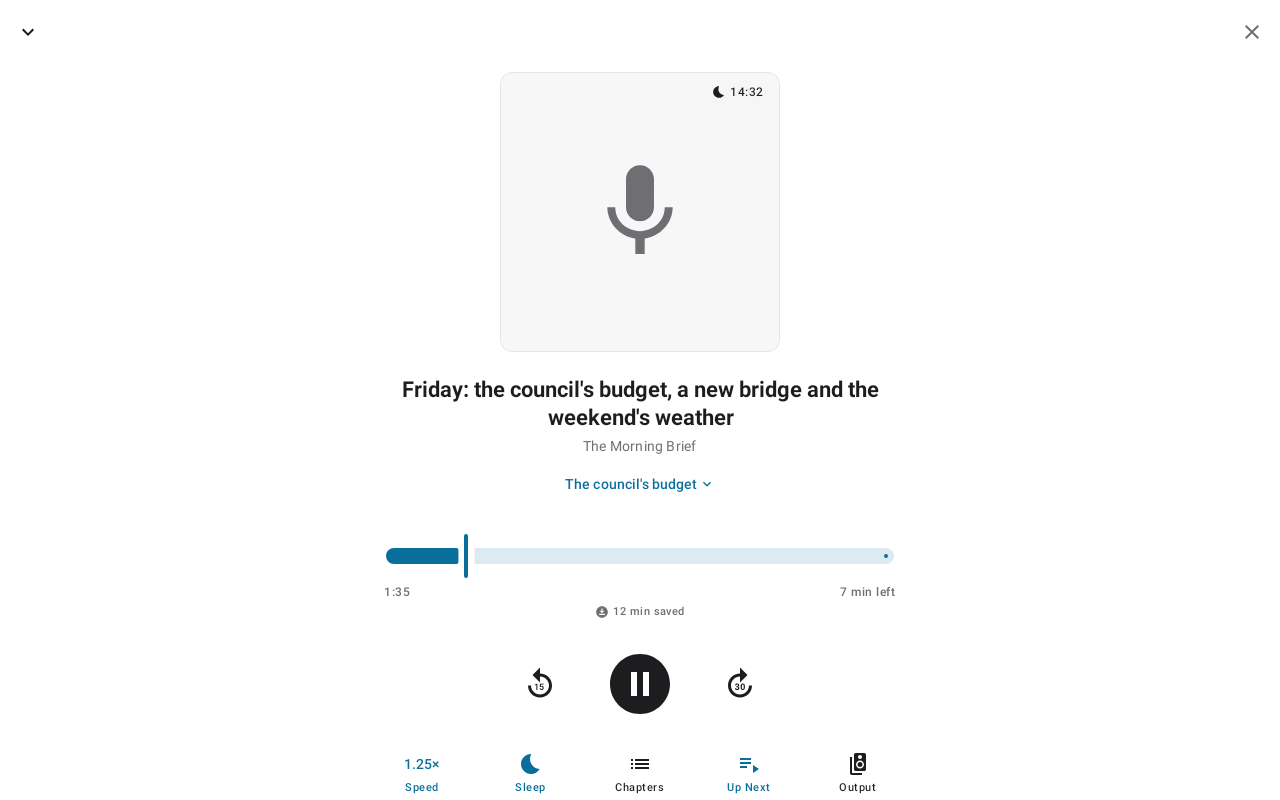 14:32
Friday: the council's budget, a new bridge and the
weekend's weather
The Morning Brief
The council's budget
1:35
7 min left
12 min saved
15
30
1.25×
Speed
Sleep
Chapters
Up Next
Output